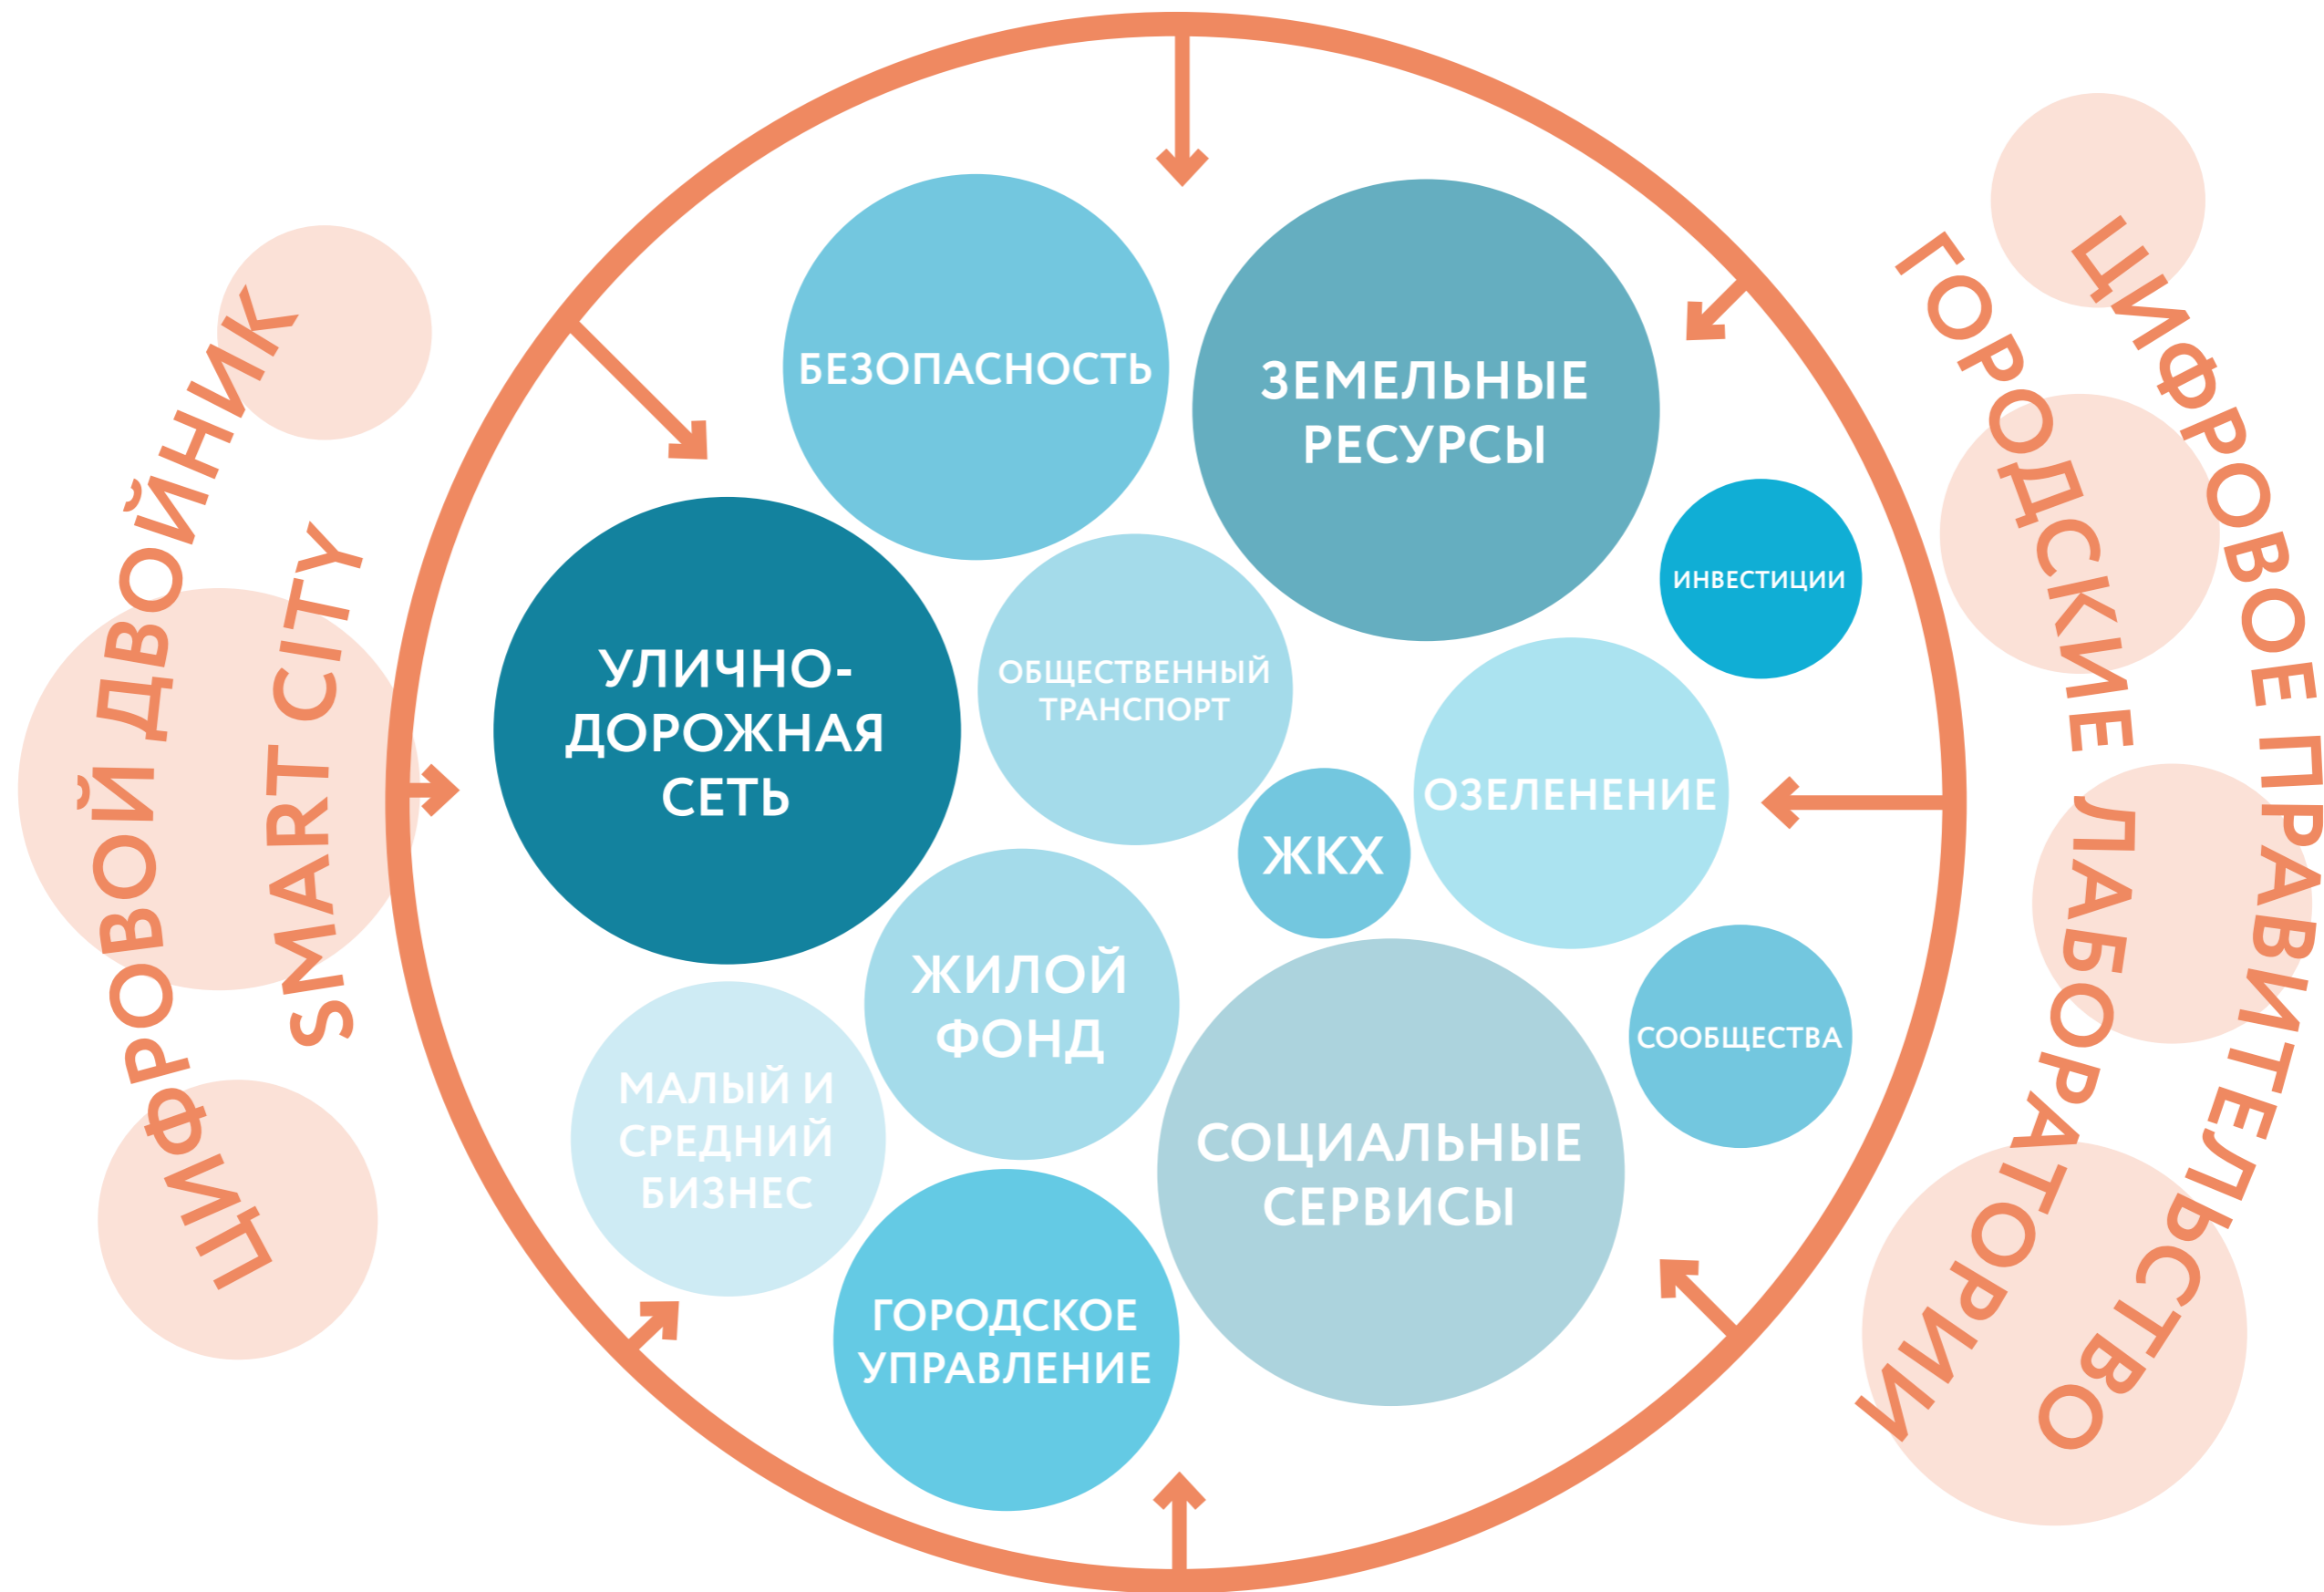 ЦИФРОВОЙ ДВОЙННИК
SMART CITY
БЕЗОПАСНОСТЬ
ЗЕМЕЛЬНЫЕ
РЕСУРСЫ
ИНВЕСТИЦИИ
УЛИЧНО-
ДОРОЖНАЯ
СЕТЬ
ОБЩЕСТВЕННЫЙ
ТРАНСПОРТ
ОЗЕЛЕНЕНИЕ
ЖКХ
ЖИЛОЙ
ФОНД
СООБЩЕСТВА
МАЛЫЙ И
СРЕДНИЙ
БИЗНЕС
СОЦИАЛЬНЫЕ
СЕРВИСЫ
ГОРОДСКОЕ
УПРАВЛЕНИЕ
ГОРОДСКИЕ ЛАБОРАТОРИИ
ЦИФРОВОЕ ПРАВИТЕЛЬСТВО